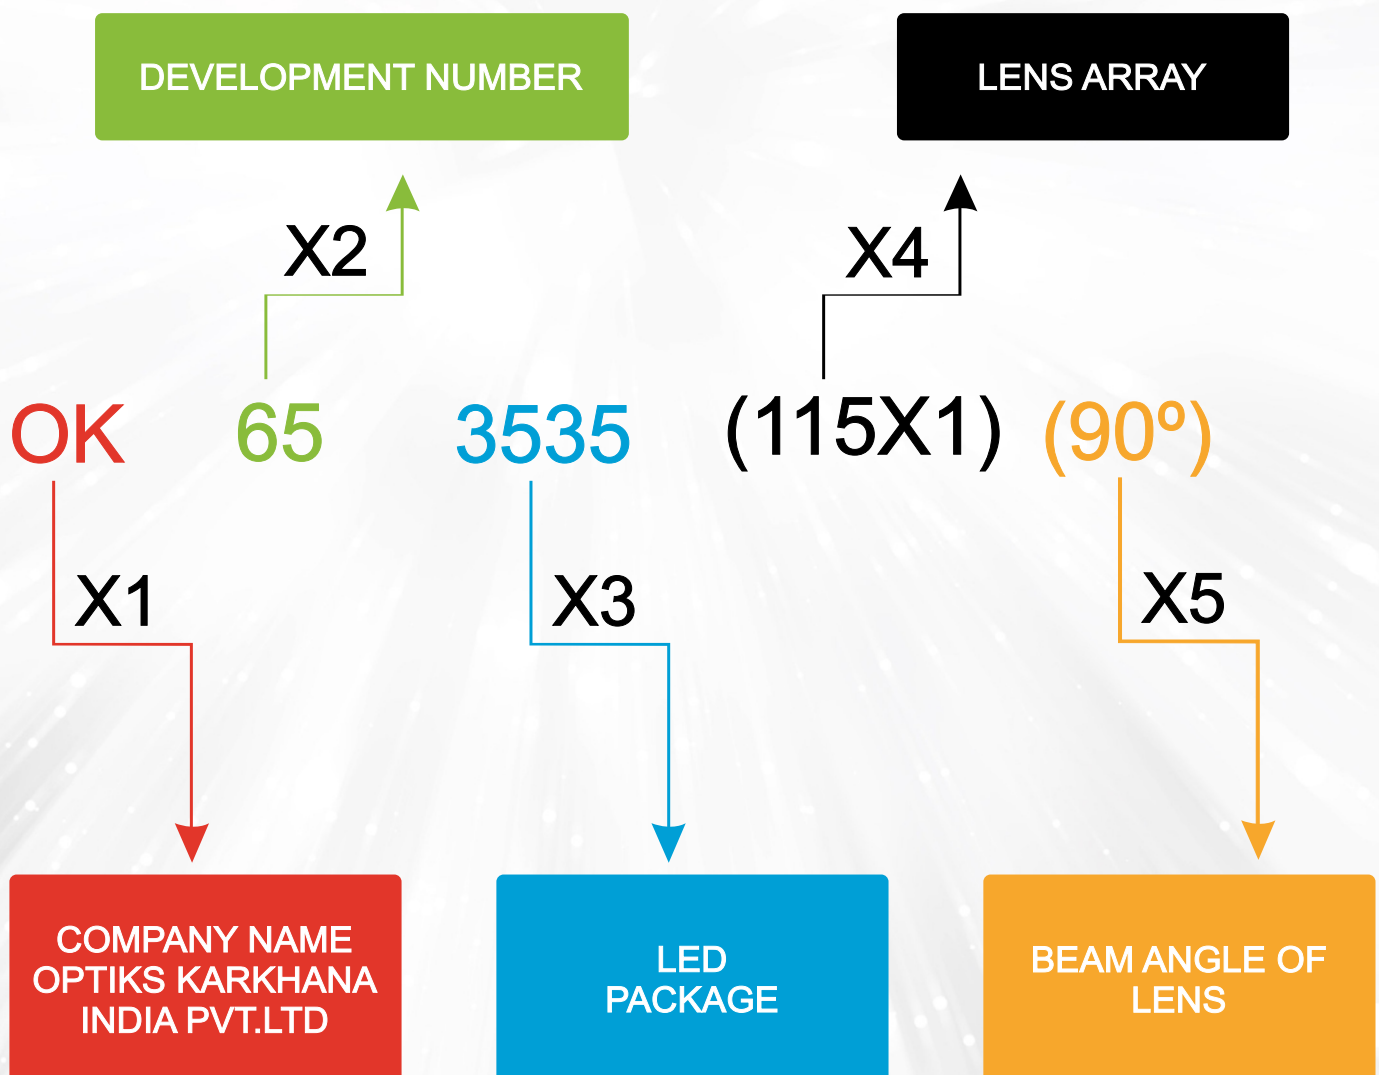 DEVELOPMENT NUMBER
LENS ARRAY
X2
X4
OK 65 3535 (115X1) (90º)
X1
X3
X5
COMPANY NAME
OPTIKS KARKHANA
INDIA PVT.LTD
LED
PACKAGE
BEAM ANGLE OF
LENS